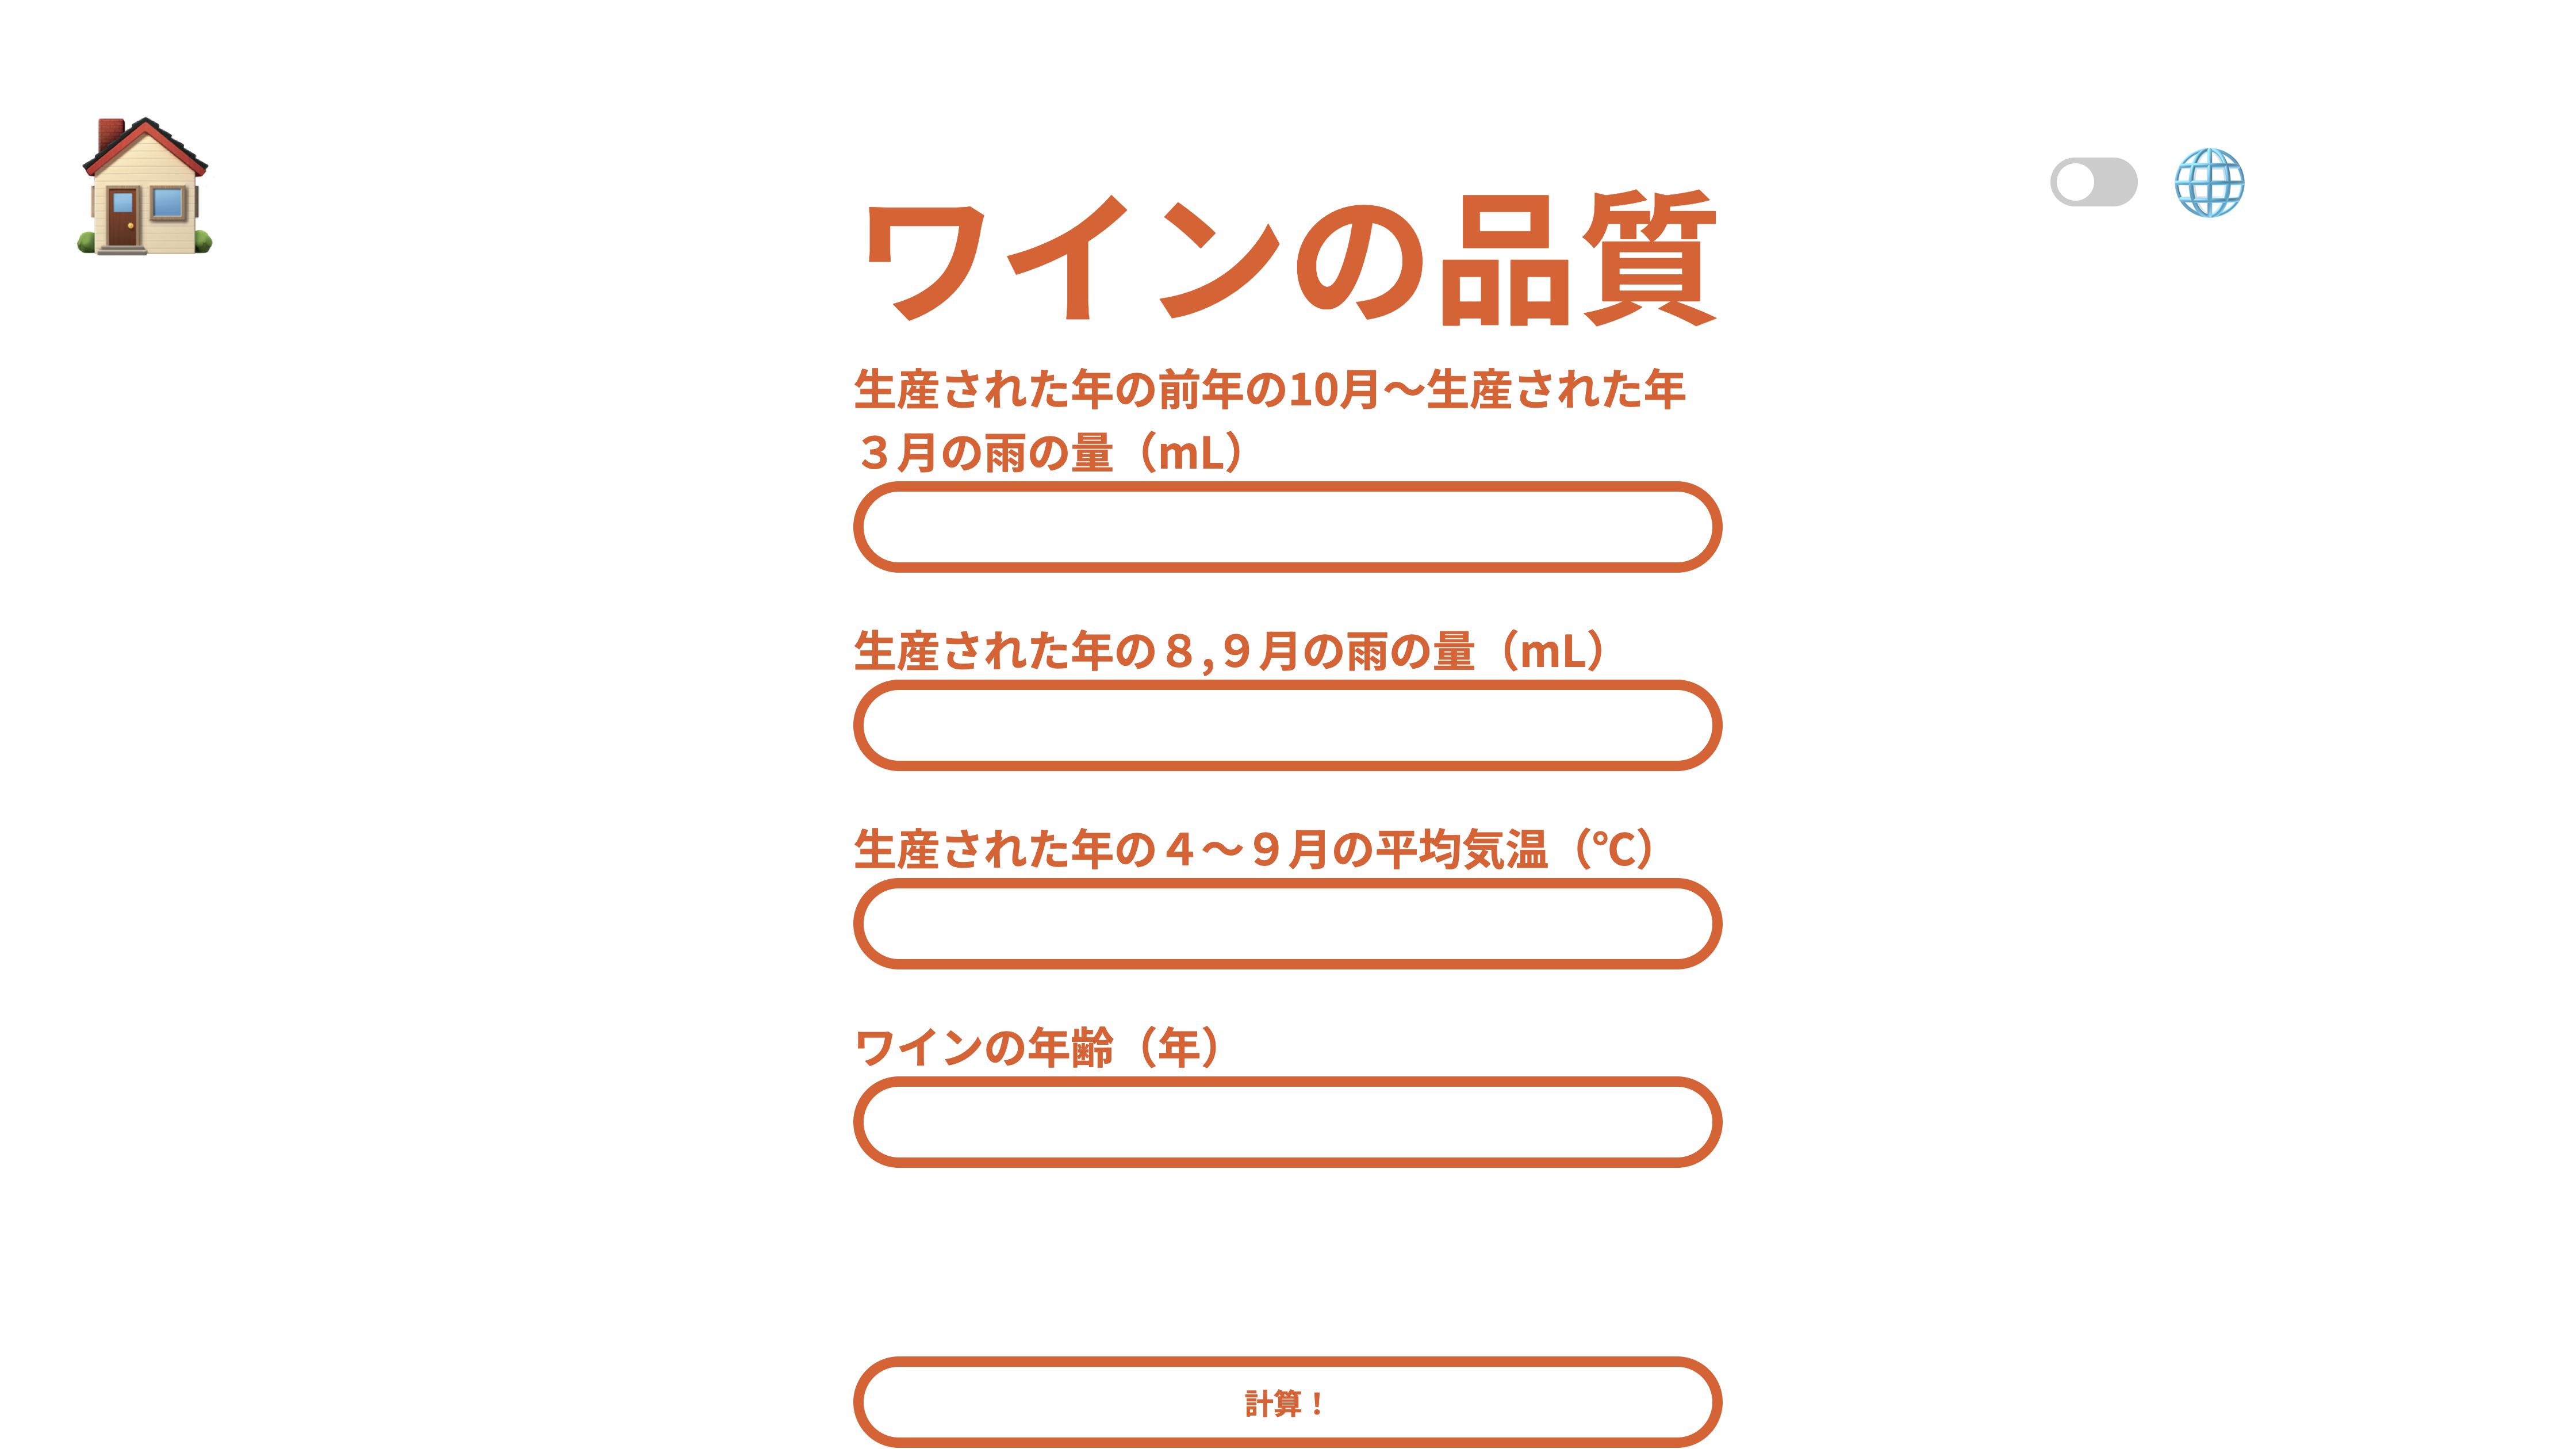 ワインの品質
生産された年の前年の10月〜生産された年
３月の雨の量（mL）
生産された年の８,９月の雨の量（mL）
生産された年の４〜９月の平均気温（℃）
ワインの年齢（年）
計算！